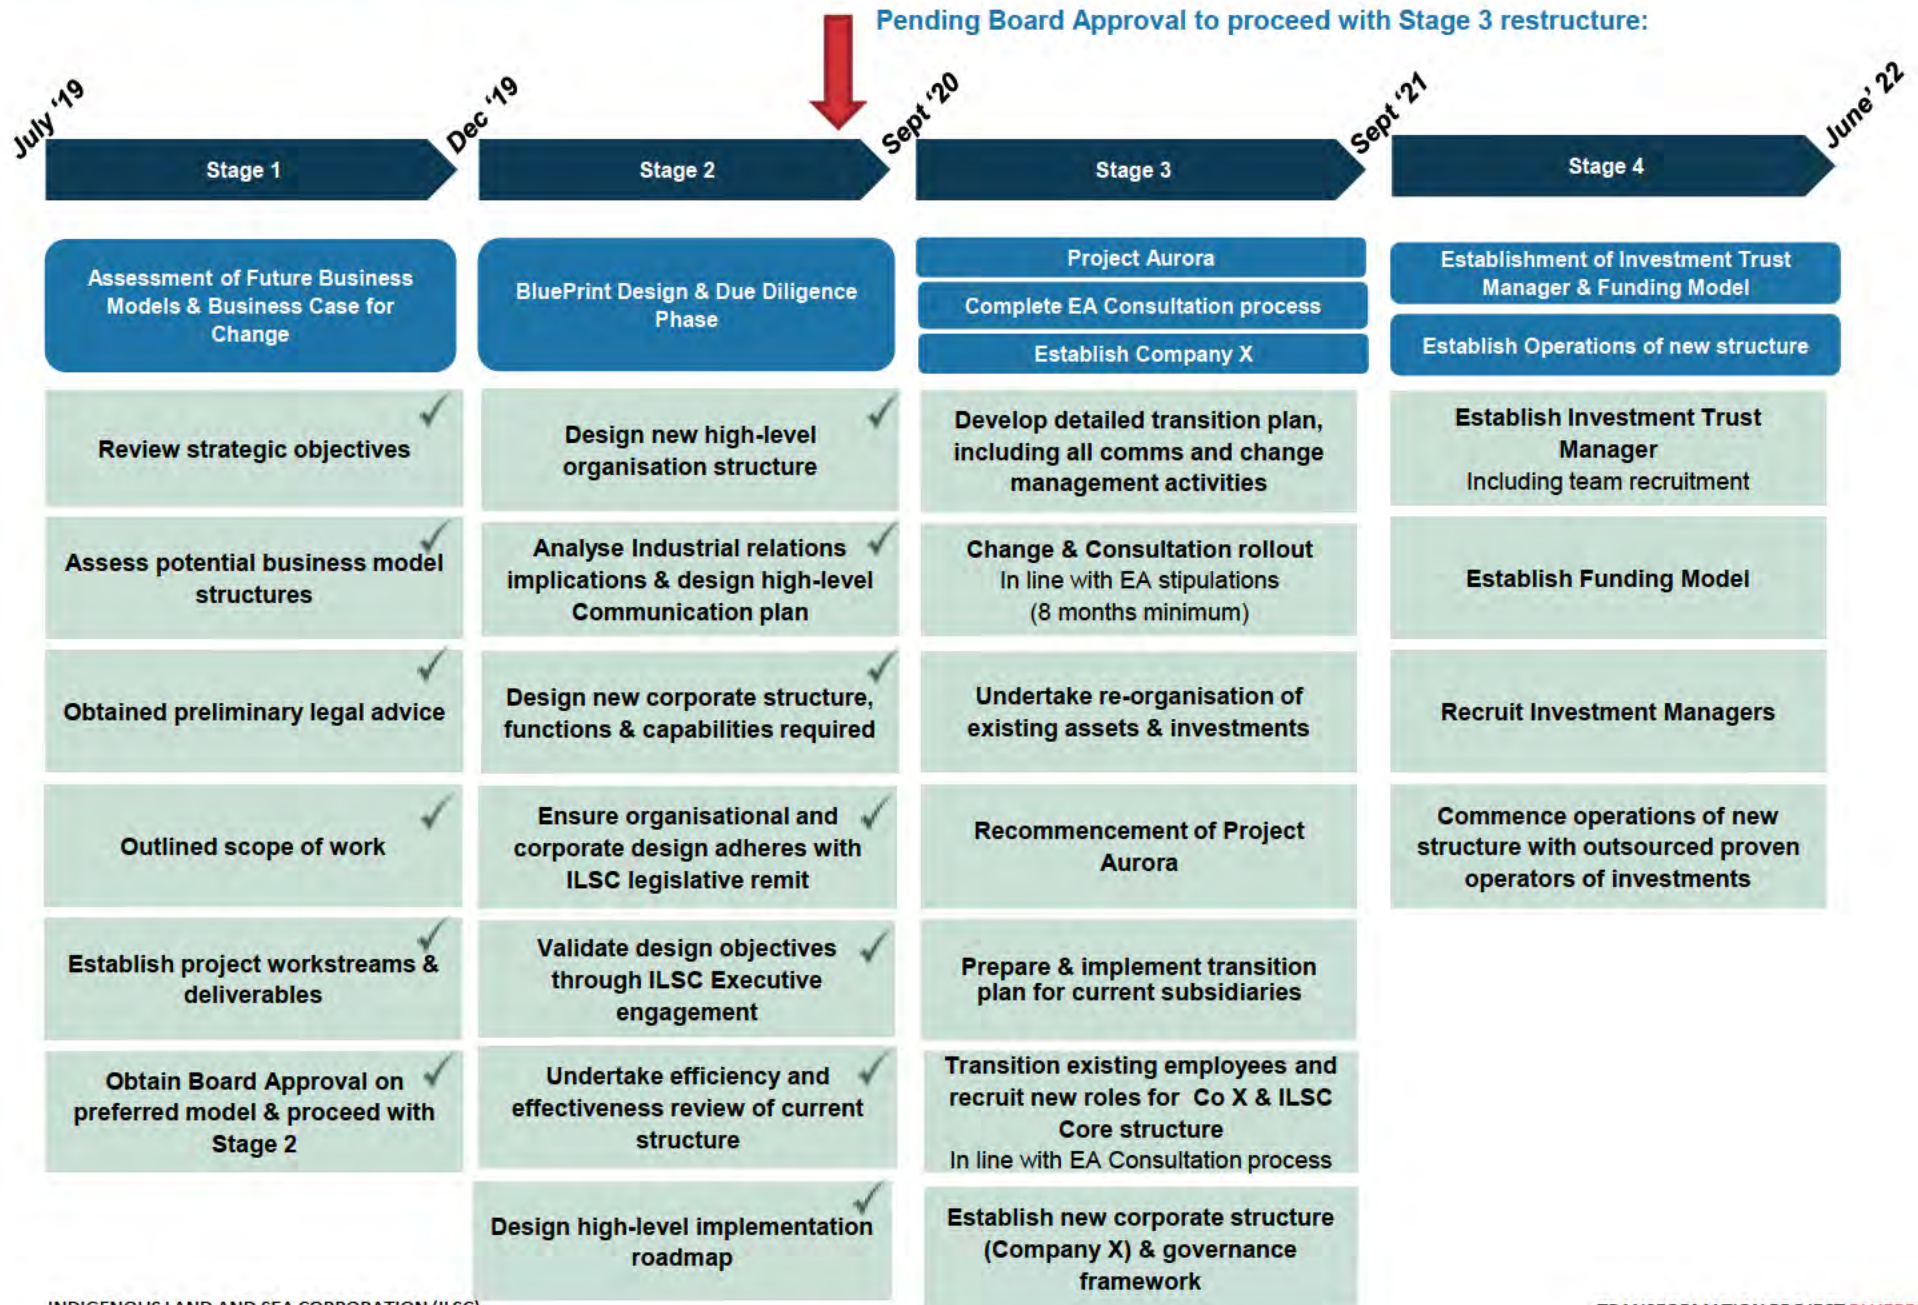 Pending Board Approval to proceed with Stage 3 restructure:
July '19
Dec '19
Sept '20
Sept '21
June' 22
Stage 1
Stage 2
Stage 3
Stage 4
Assessment of Future Business
Models & Business Case for
Change
BluePrint Design & Due Diligence
Phase
Project Aurora
Complete EA Consultation process
Establish Company X
Establishment of Investment Trust
Manager & Funding Model
Establish Operations of new structure
Review strategic objectives
Assess potential business model
structures
Obtained preliminary legal advice
Outlined scope of work
Establish project workstreams &
deliverables
Obtain Board Approval on
preferred model & proceed with
Stage 2
Design new high-level
organisation structure
Analyse Industrial relations
implications & design high-level
Communication plan
Design new corporate structure,
functions & capabilities required
Ensure organisational and
corporate design adheres with
ILSC legislative remit
Validate design objectives
through ILSC Executive
engagement
Undertake efficiency and
effectiveness review of current
structure
Design high-level implementation
roadmap
Develop detailed transition plan,
including all comms and change
management activities
Change & Consultation rollout
In line with EA stipulations
(8 months minimum)
Undertake re-organisation of
existing assets & investments
Recommencement of Project
Aurora
Prepare & implement transition
plan for current subsidiaries
Transition existing employees and
recruit new roles for Co X & ILSC
Core structure
In line with EA Consultation process
Establish new corporate structure
(Company X) & governance
framework
Establish Investment Trust
Manager
Including team recruitment
Establish Funding Model
Recruit Investment Managers
Commence operations of new
structure with outsourced proven
operators of investments
INDIGENOUS LAND AND SEA CORPORATION (ILSC)